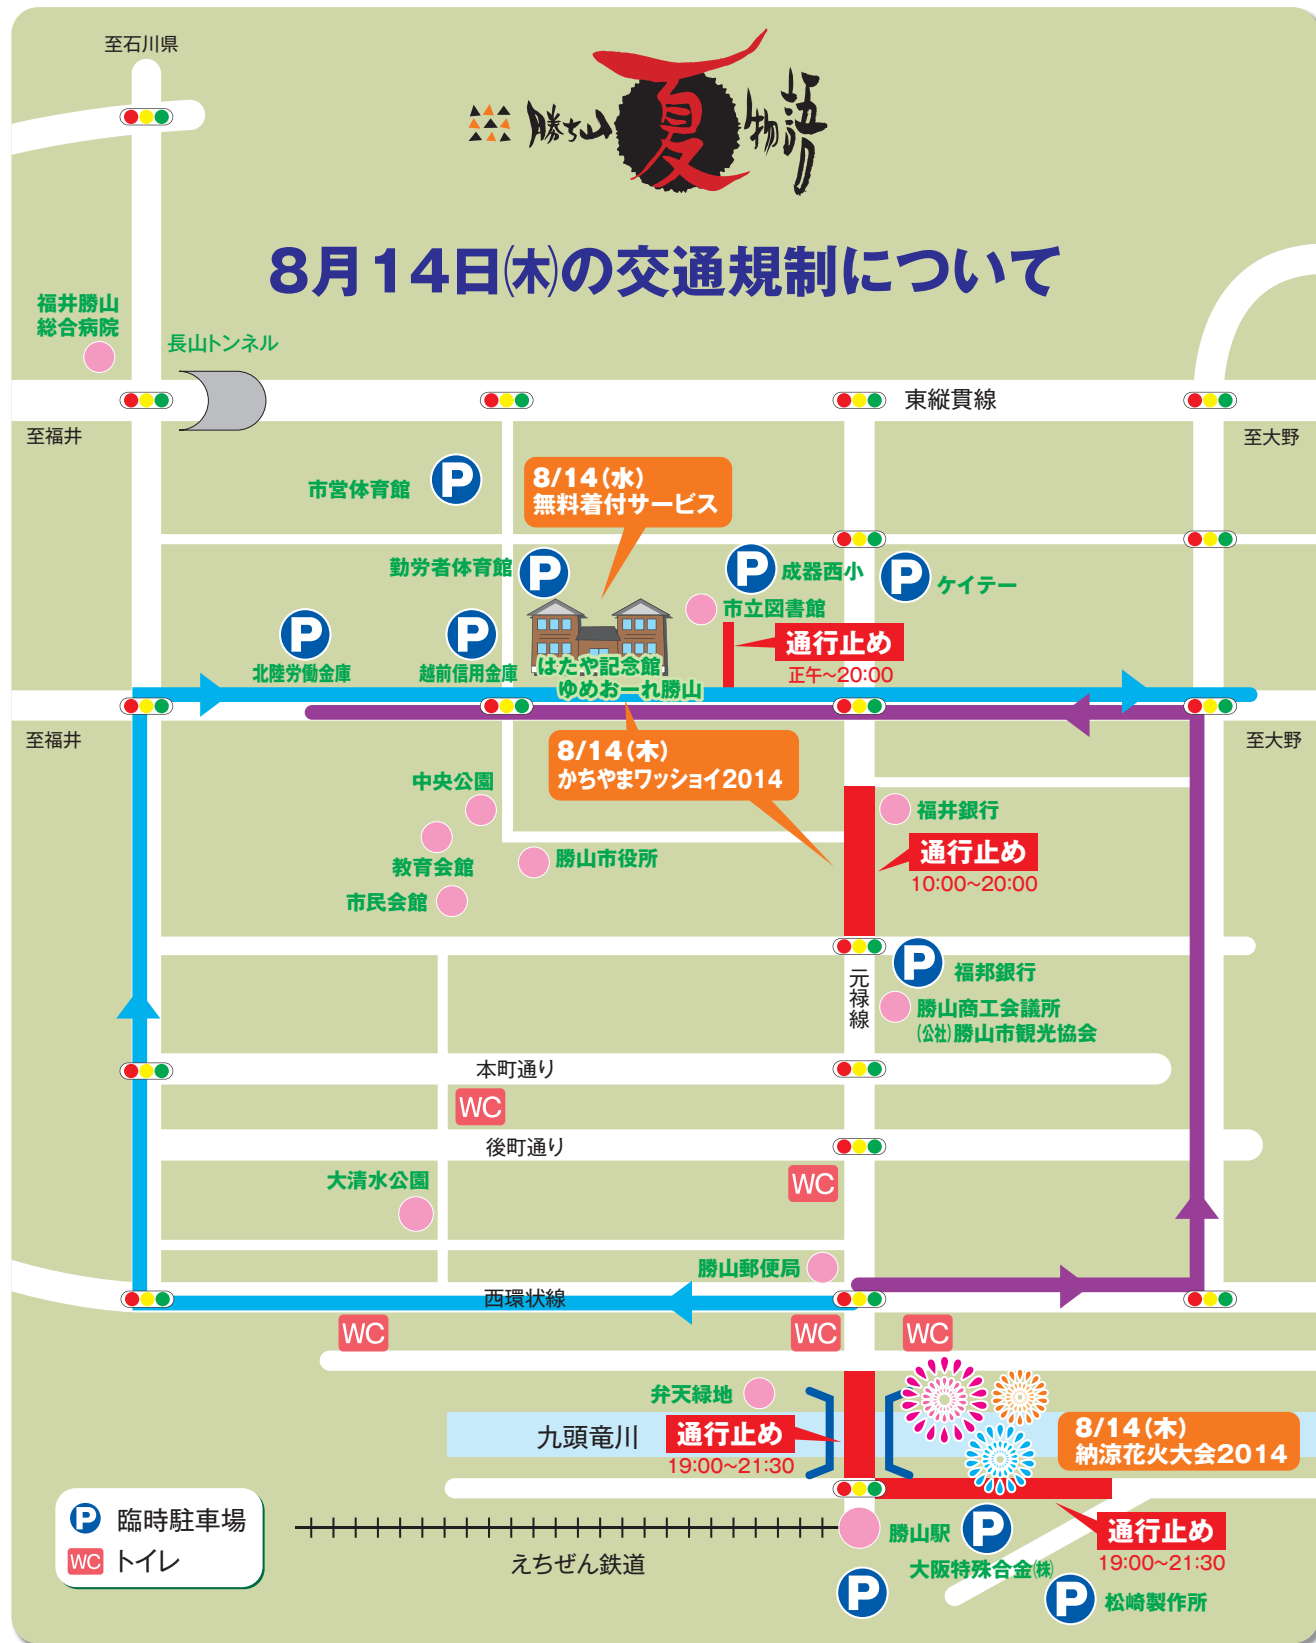 至石川県
勝ち山夏物語
8月14日(木)の交通規制について
福井勝山
総合病院
長山トンネル
東縦貫線
至福井
至大野
市営体育館
P
8/14(水)
無料着付サービス
勤労者体育館
P
P
成器西小
P
ケイテー
市立図書館
P
北陸労働金庫
P
越前信用金庫
はたや記念館
ゆめおーれ勝山
通行止め
正午～20:00
至福井
至大野
8/14(木)
かちやまワッショイ2014
中央公園
教育会館
市民会館
勝山市役所
福井銀行
通行止め
10:00～20:00
元禄線
P
福邦銀行
勝山商工会議所
(公社)勝山市観光協会
本町通り
WC
後町通り
WC
大清水公園
勝山郵便局
西環状線
WC
WC
WC
弁天緑地
九頭竜川
通行止め
19:00～21:30
8/14(木)
納涼花火大会2014
P 臨時駐車場
WC トイレ
えちぜん鉄道
勝山駅
P
大阪特殊合金(株)
通行止め
19:00～21:30
P
P
松崎製作所